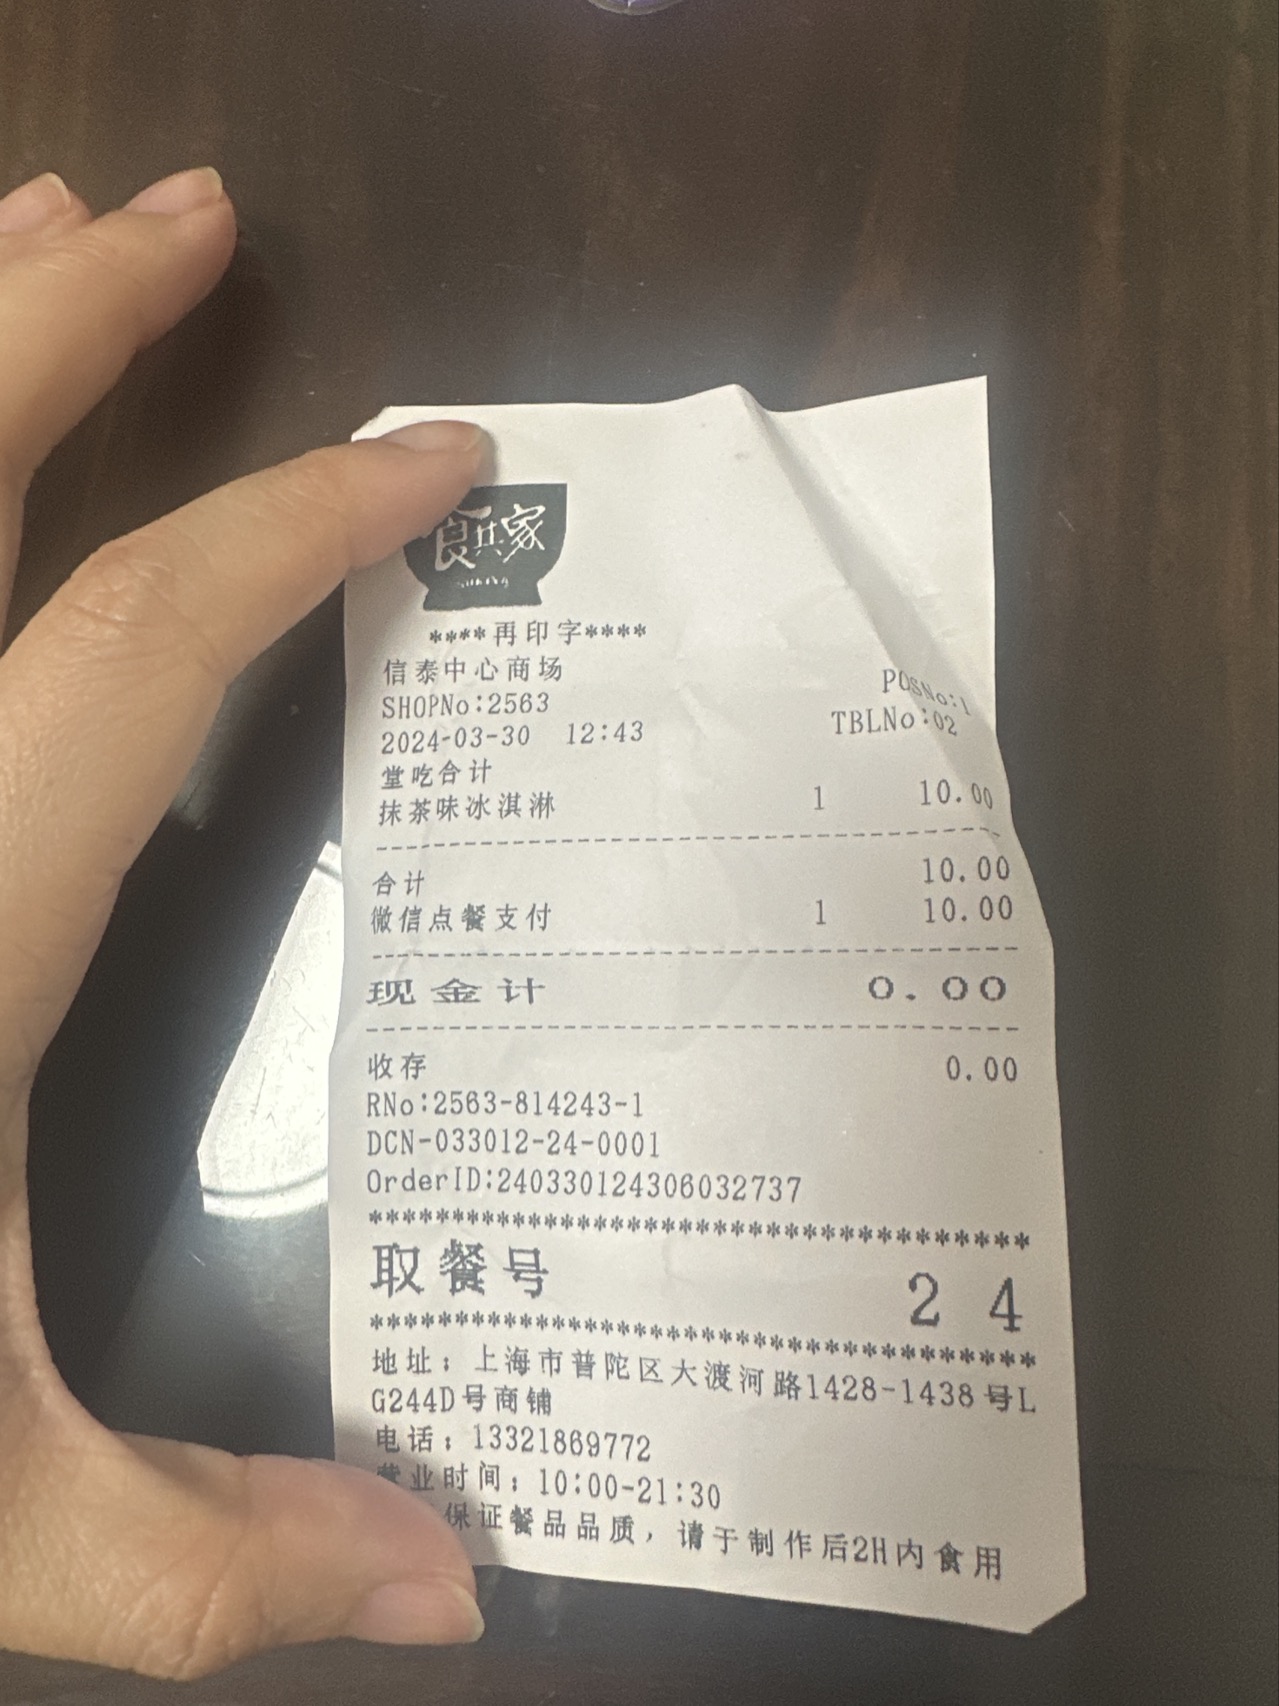 食其家
SUKIYA
****再印字****
信泰中心商场
SHOPNo:2563 POSNo:1
2024-03-30 12:43 TBLNo:02
堂吃合计
抹茶味冰淇淋 1 10.00
合计 10.00
微信点餐支付 1 10.00
现金计 0.00
收存 0.00
RNo:2563-814243-1
DCN-033012-24-0001
OrderID:240330124306032737
取餐号 24
地址：上海市普陀区大渡河路1428-1438号L
G244D号商铺
电话：13321869772
营业时间：10:00-21:30
保证餐品品质，请于制作后2H内食用